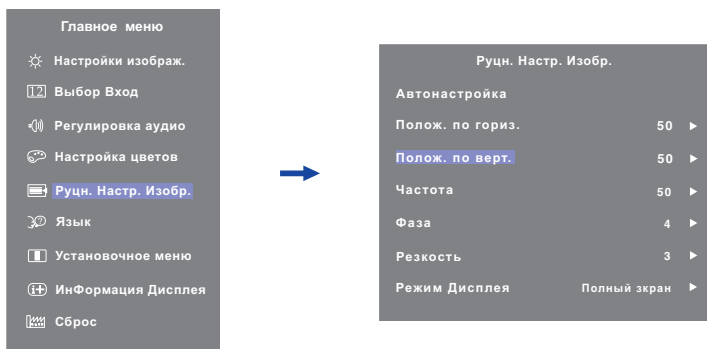 Главное меню
Настройки изображ.
12 Выбор Вход
Регулировка аудио
Настройка цветов
Руцн. Настр. Изобр.
Язык
Установочное меню
ИнФормация Дисплея
Сброс
Руцн. Настр. Изобр.
Автонастройка
Полож. по гориз. 50
Полож. по верт. 50
Частота 50
Фаза 4
Резкость 3
Режим Дисплея Полный зкран